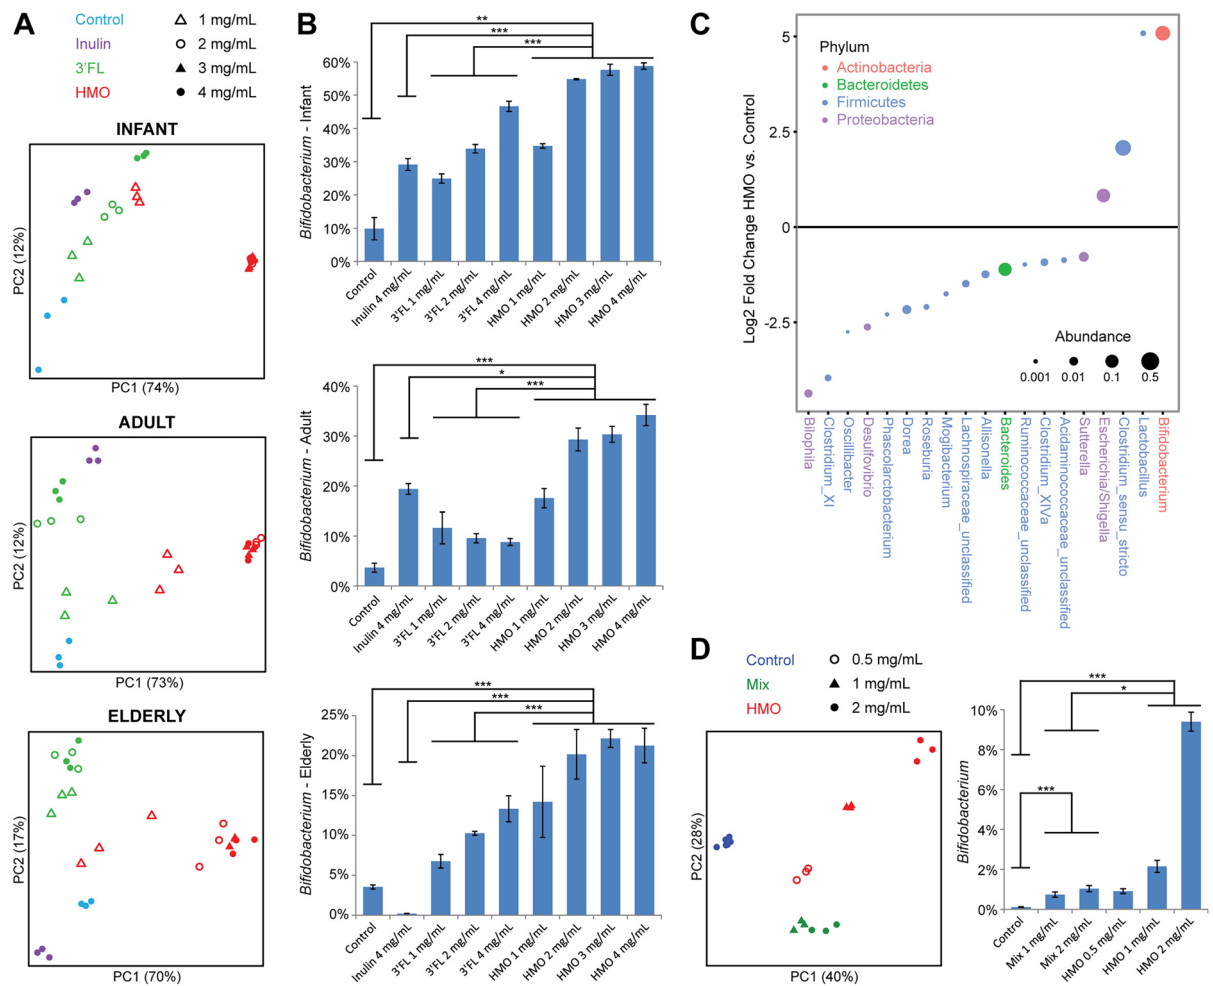 A
Control
Inulin
3'FL
HMO
1 mg/mL
2 mg/mL
3 mg/mL
4 mg/mL
INFANT
PC2 (12%)
PC1 (74%)
ADULT
PC2 (12%)
PC1 (73%)
ELDERLY
PC2 (17%)
PC1 (70%)
B
**
***
***
Bifidobacterium - Infant
60%
50%
40%
30%
20%
10%
0%
Control
Inulin 4 mg/mL
3'FL 1 mg/mL
3'FL 2 mg/mL
3'FL 4 mg/mL
HMO 1 mg/mL
HMO 2 mg/mL
HMO 3 mg/mL
HMO 4 mg/mL
***
*
***
Bifidobacterium - Adult
40%
30%
20%
10%
0%
Control
Inulin 4 mg/mL
3'FL 1 mg/mL
3'FL 2 mg/mL
3'FL 4 mg/mL
HMO 1 mg/mL
HMO 2 mg/mL
HMO 3 mg/mL
HMO 4 mg/mL
***
***
***
Bifidobacterium - Elderly
25%
20%
15%
10%
5%
0%
Control
Inulin 4 mg/mL
3'FL 1 mg/mL
3'FL 2 mg/mL
3'FL 4 mg/mL
HMO 1 mg/mL
HMO 2 mg/mL
HMO 3 mg/mL
HMO 4 mg/mL
C
Log2 Fold Change HMO vs. Control
5
2.5
0
-2.5
Phylum
Actinobacteria
Bacteroidetes
Firmicutes
Proteobacteria
Abundance
0.001
0.01
0.1
0.5
Bilophila
Clostridium_XI
Oscillibacter
Desulfovibrio
Phascolarctobacterium
Dorea
Roseburia
Mogibacterium
Lachnospiraceae_unclassified
Allisonella
Bacteroides
Ruminococcaceae_unclassified
Clostridium_XIVa
Acidaminococcaceae_unclassified
Sutterella
Escherichia/Shigella
Clostridium_sensu_stricto
Lactobacillus
Bifidobacterium
D
Control
Mix
HMO
0.5 mg/mL
1 mg/mL
2 mg/mL
PC2 (28%)
PC1 (40%)
***
*
***
Bifidobacterium
10%
8%
6%
4%
2%
0%
Control
Mix 1 mg/mL
Mix 2 mg/mL
HMO 0.5 mg/mL
HMO 1 mg/mL
HMO 2 mg/mL